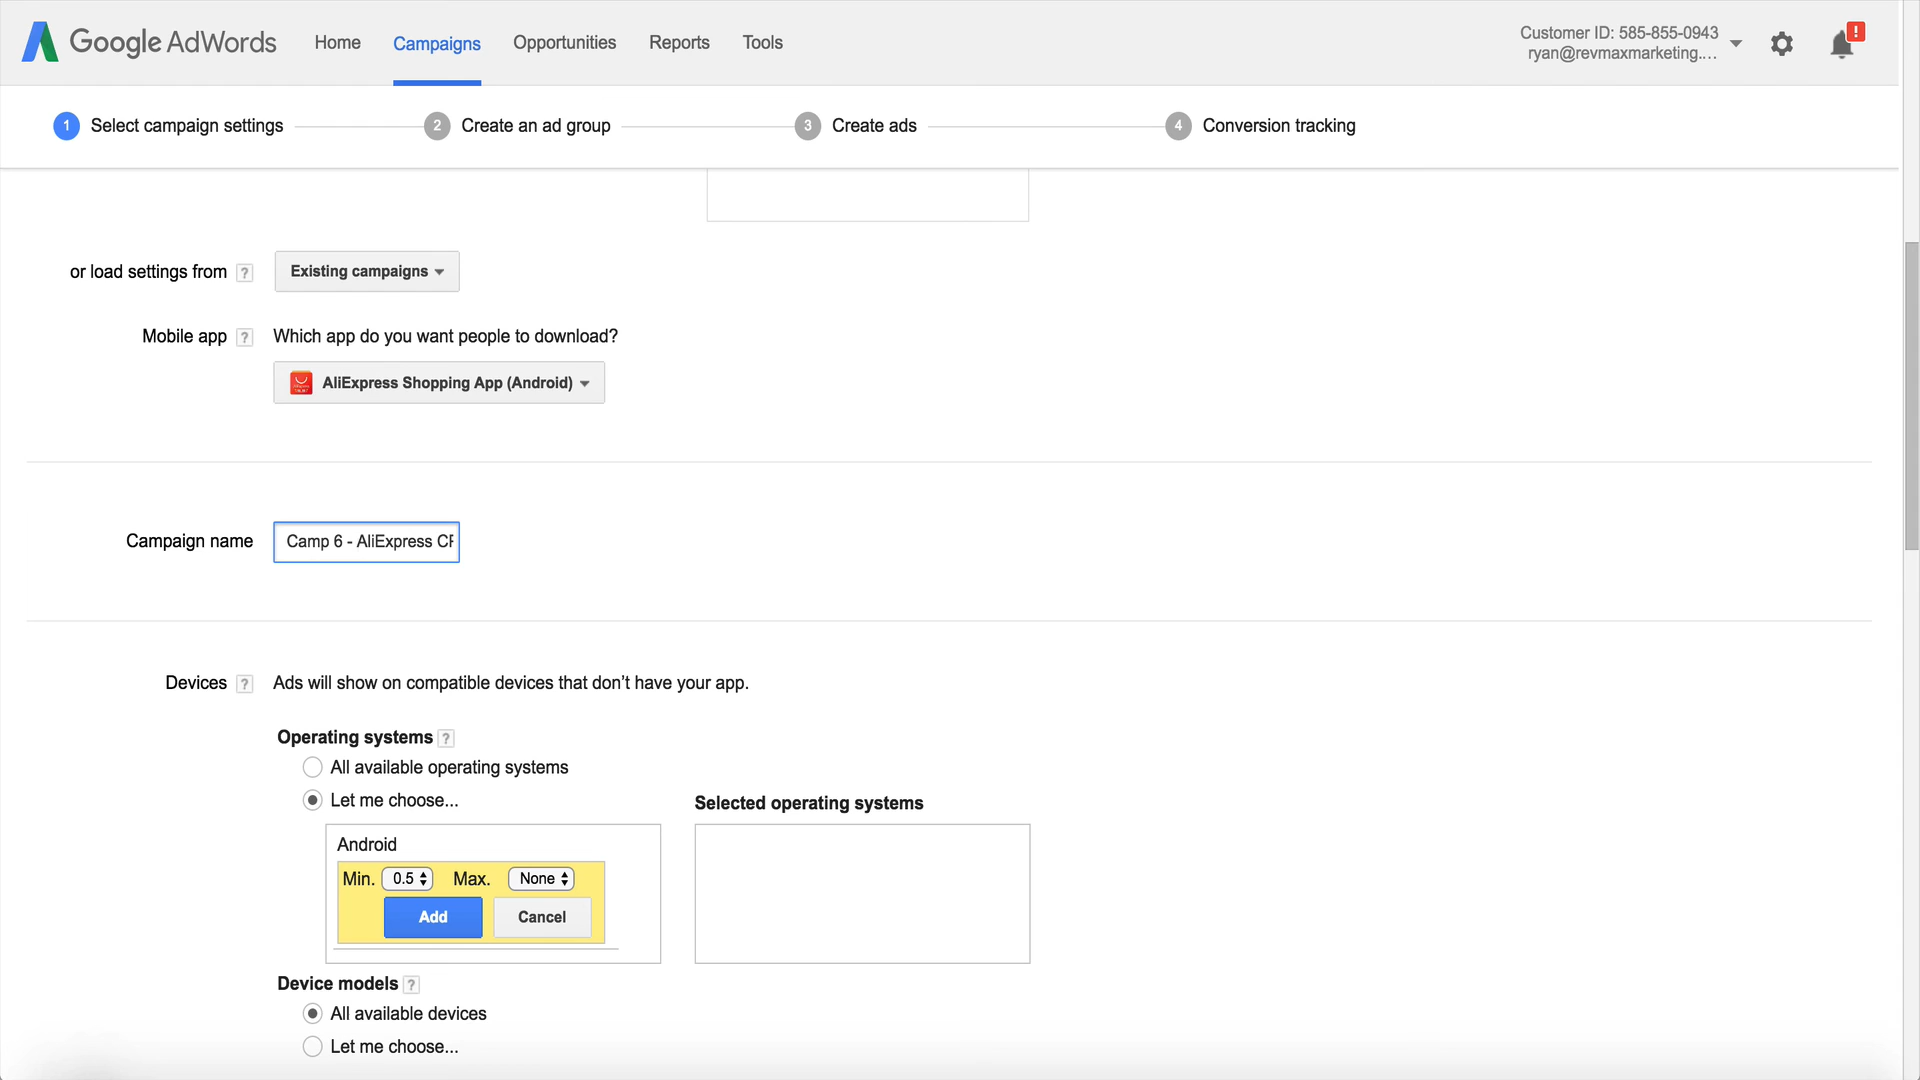 Google AdWords
Home
Campaigns
Opportunities
Reports
Tools
Customer ID: 585-855-0943
ryan@revmaxmarketing....
!
1 Select campaign settings
2 Create an ad group
3 Create ads
4 Conversion tracking
or load settings from ?
Existing campaigns
Mobile app ?
Which app do you want people to download?
AliExpress Shopping App (Android)
Campaign name
Camp 6 - AliExpress
Devices ?
Ads will show on compatible devices that don't have your app.
Operating systems ?
All available operating systems
Let me choose...
Selected operating systems
Android
Min. 0.5 Max. None
Add
Cancel
Device models ?
All available devices
Let me choose...